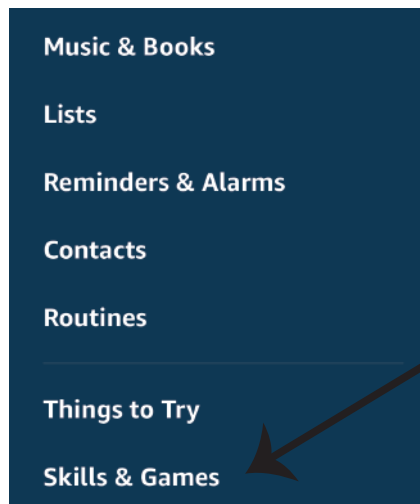 Music & Books
Lists
Reminders & Alarms
Contacts
Routines
Things to Try
Skills & Games